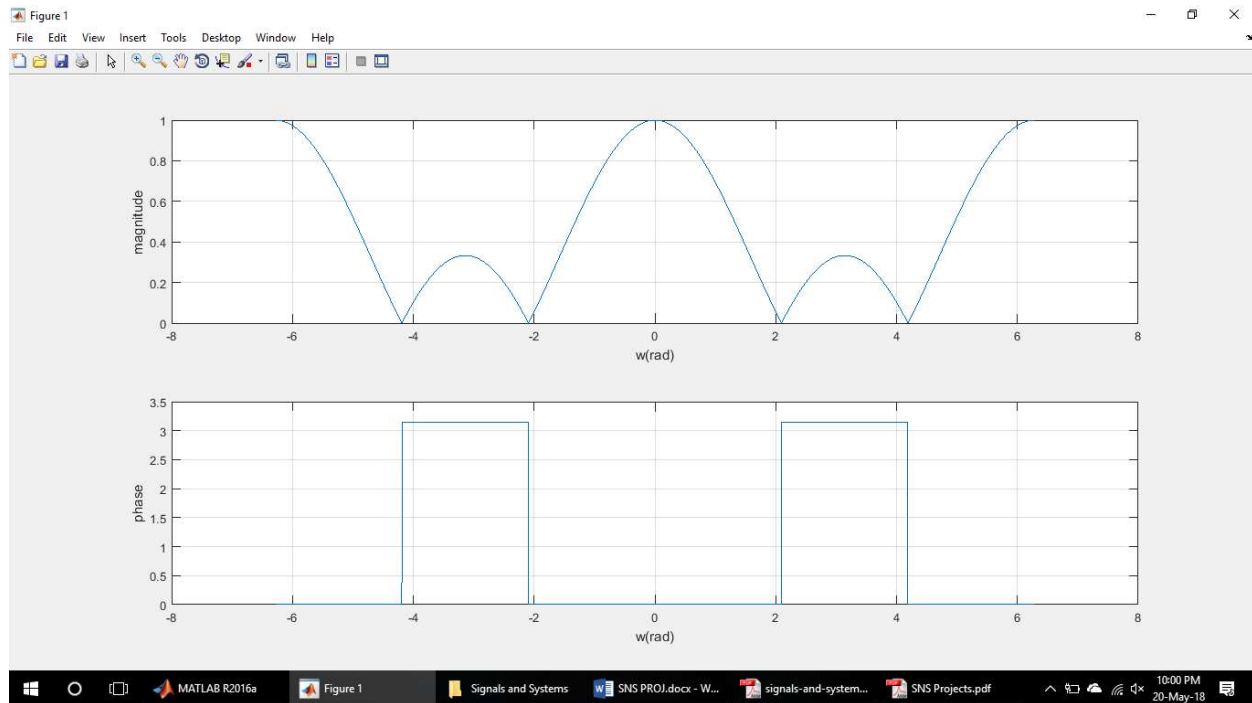 Figure 1
File Edit View Insert Tools Desktop Window Help
1
0.8
0.6
0.4
0.2
0
magnitude
-8 -6 -4 -2 0 2 4 6 8
w(rad)
3.5
3
2.5
2
1.5
1
0.5
0
phase
-8 -6 -4 -2 0 2 4 6 8
w(rad)
MATLAB R2016a Figure 1 Signals and Systems SNS PROJ.docx - W... signals-and-system... SNS Projects.pdf 10:00 PM
20-May-18